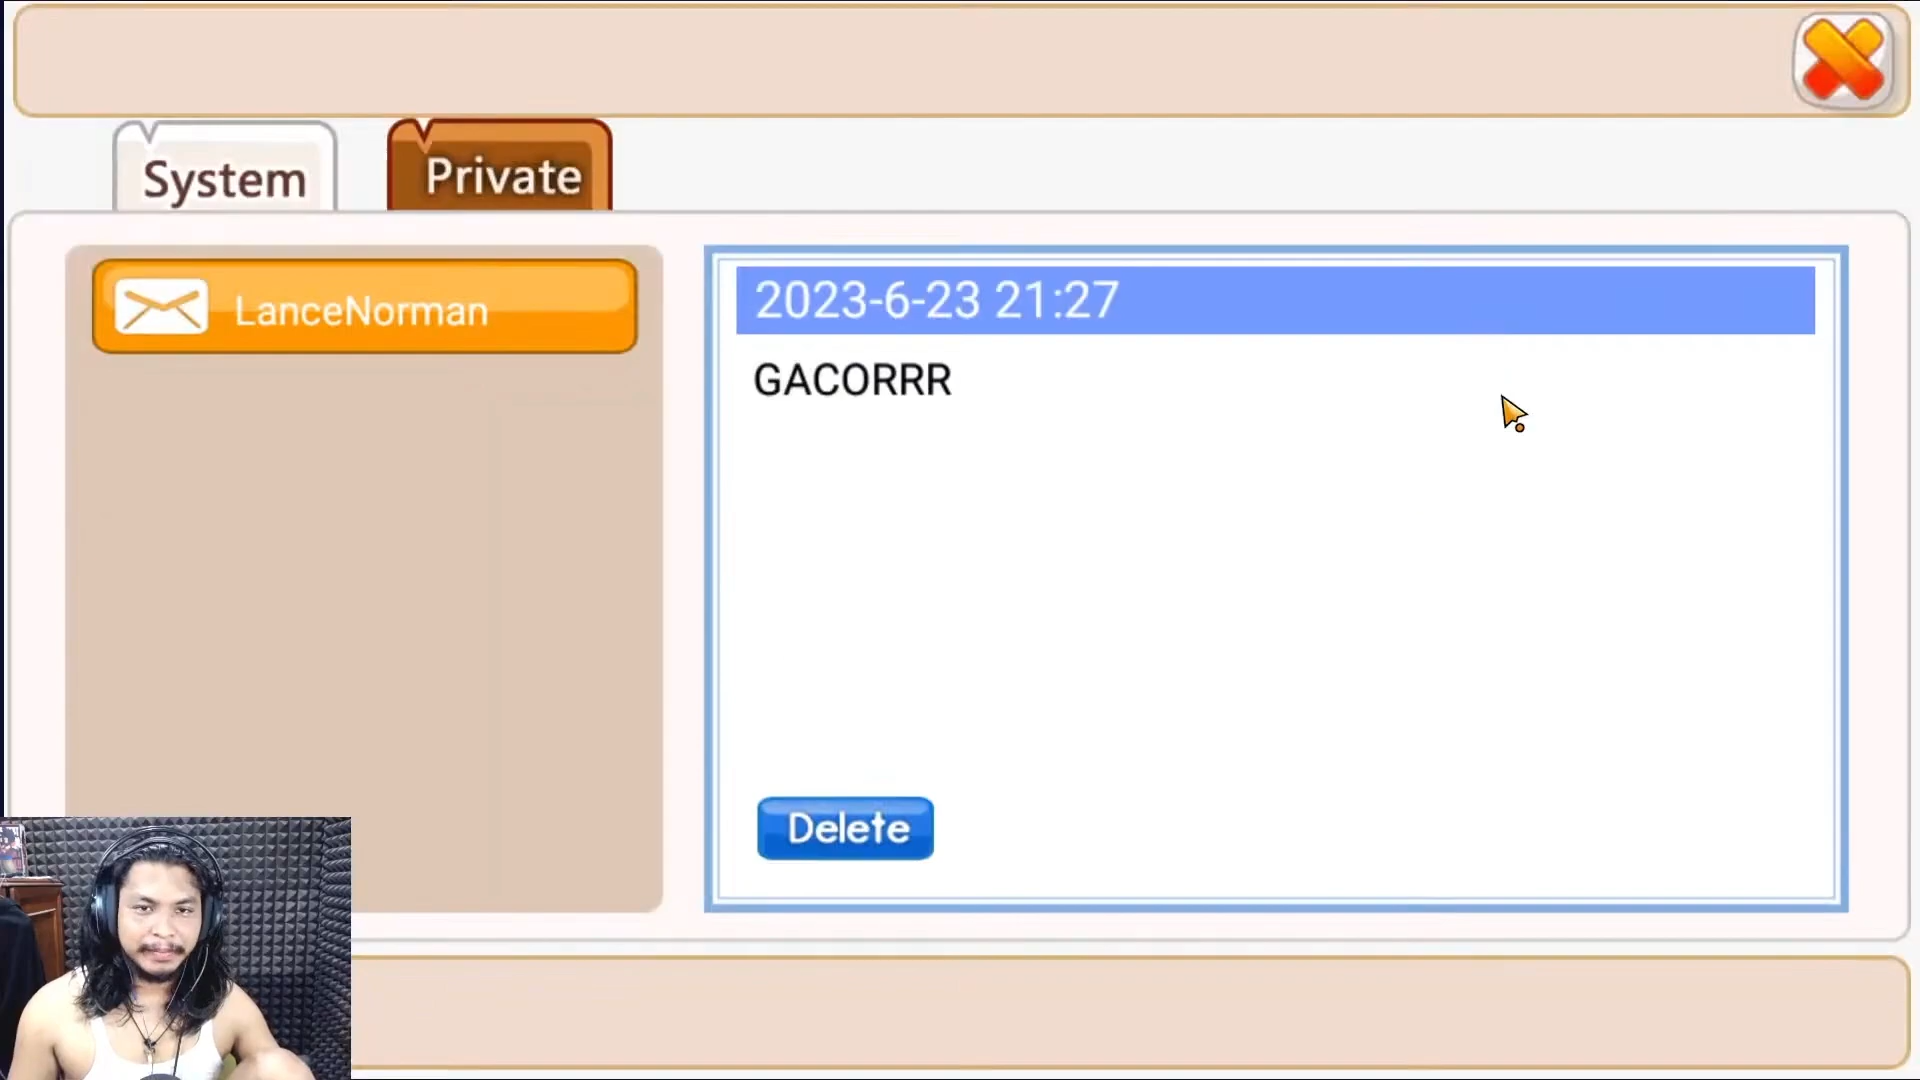 System
Private
LanceNorman
2023-6-23 21:27
GACORRR
Delete